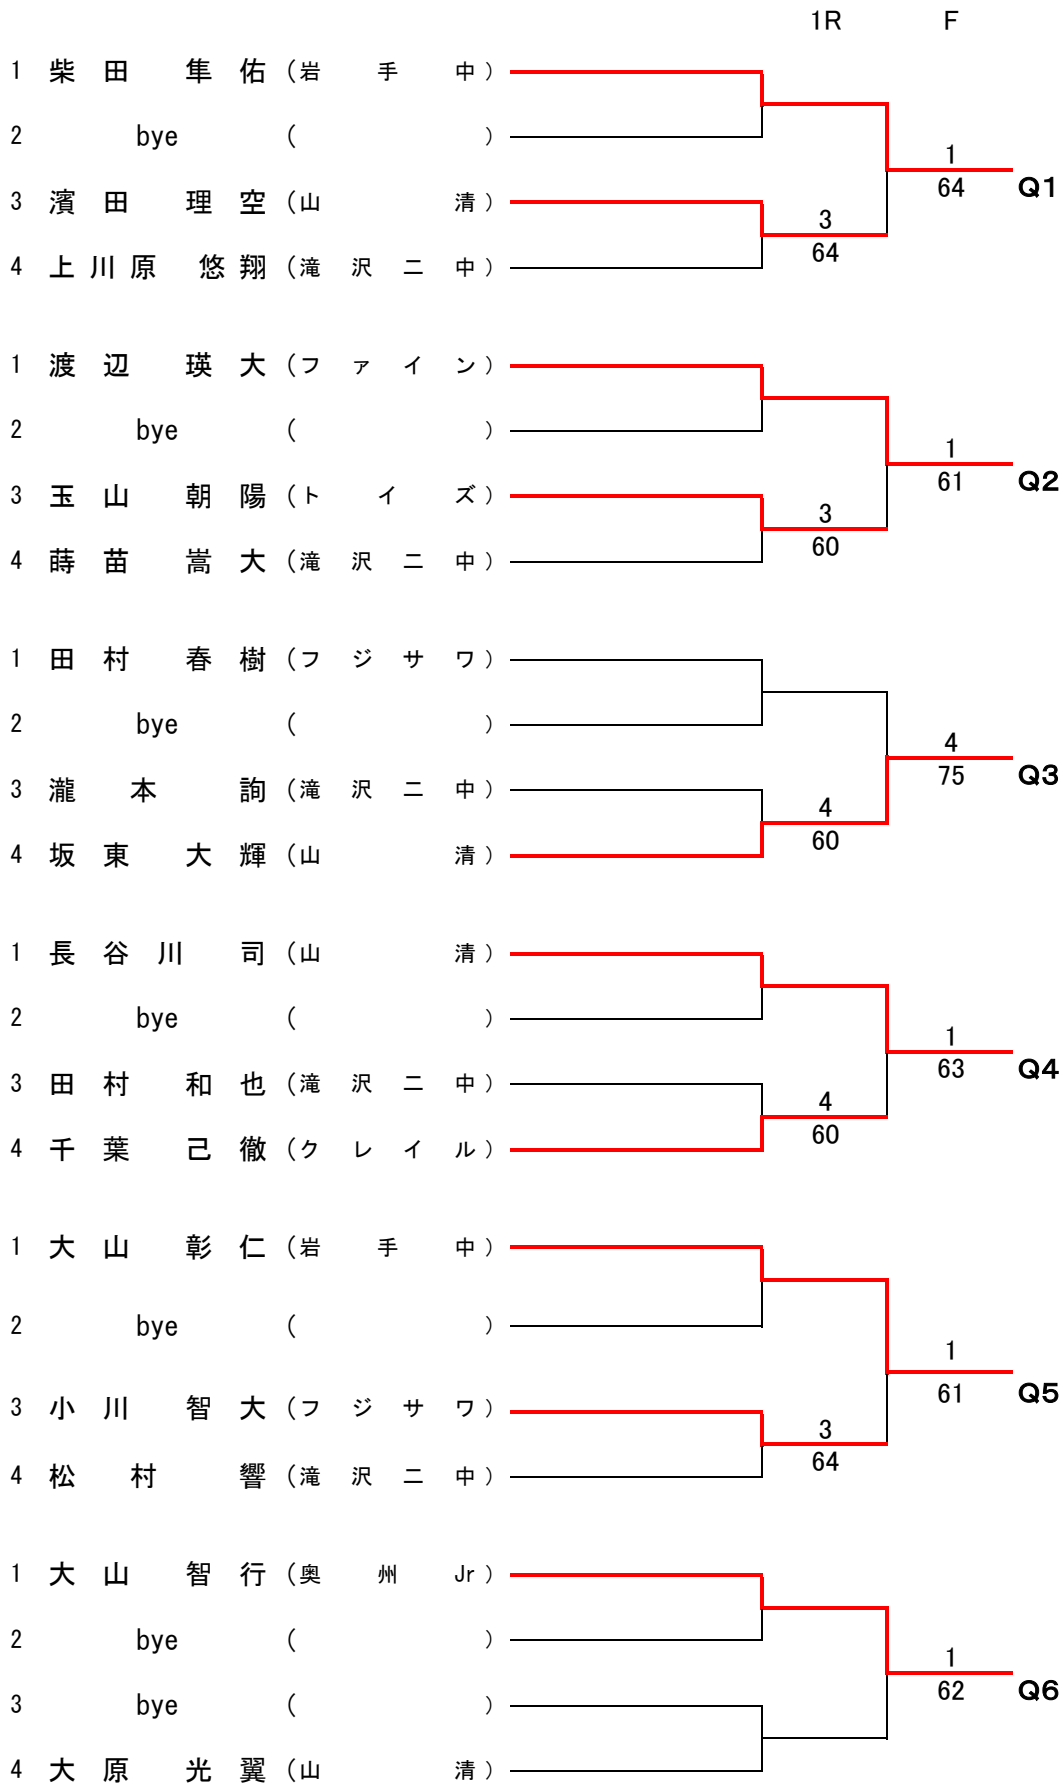 1R F
1 柴田 隼佑 (岩手中)
2 bye ( )
1
64 Q1
3 濱田 理空 (山清)
3
64
4 上川原 悠翔 (滝沢二中)
1 渡辺 瑛大 (ファイン)
2 bye ( )
1
61 Q2
3 玉山 朝陽 (トイズ)
3
60
4 蒔苗 嵩大 (滝沢二中)
1 田村 春樹 (フジサワ)
2 bye ( )
4
75 Q3
3 瀧本 詢 (滝沢二中)
4
60
4 坂東 大輝 (山清)
1 長谷川 司 (山清)
2 bye ( )
1
63 Q4
3 田村 和也 (滝沢二中)
4
60
4 千葉 己徹 (クレイル)
1 大山 彰仁 (岩手中)
2 bye ( )
1
61 Q5
3 小川 智大 (フジサワ)
3
64
4 松村 響 (滝沢二中)
1 大山 智行 (奥州Jr)
2 bye ( )
1
62 Q6
3 bye ( )
4 大原 光翼 (山清)